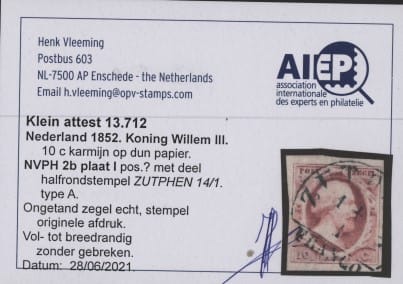 Henk Vleeming
Postbus 603
NL-7500 AP Enschede - the Netherlands
Email h.vleeming@opv-stamps.com
AIEP
association
internationale
des experts en philatelie
Klein attest 13.712
Nederland 1852. Koning Willem III.
10 c karmijn op dun papier.
NVPH 2b plaat I pos.? met deel
halfrondstempel ZUTPHEN 14/1.
type A.
Ongetand zegel echt, stempel
originele afdruk.
Vol- tot breedrandig
zonder gebreken.
Datum: 28/06/2021.